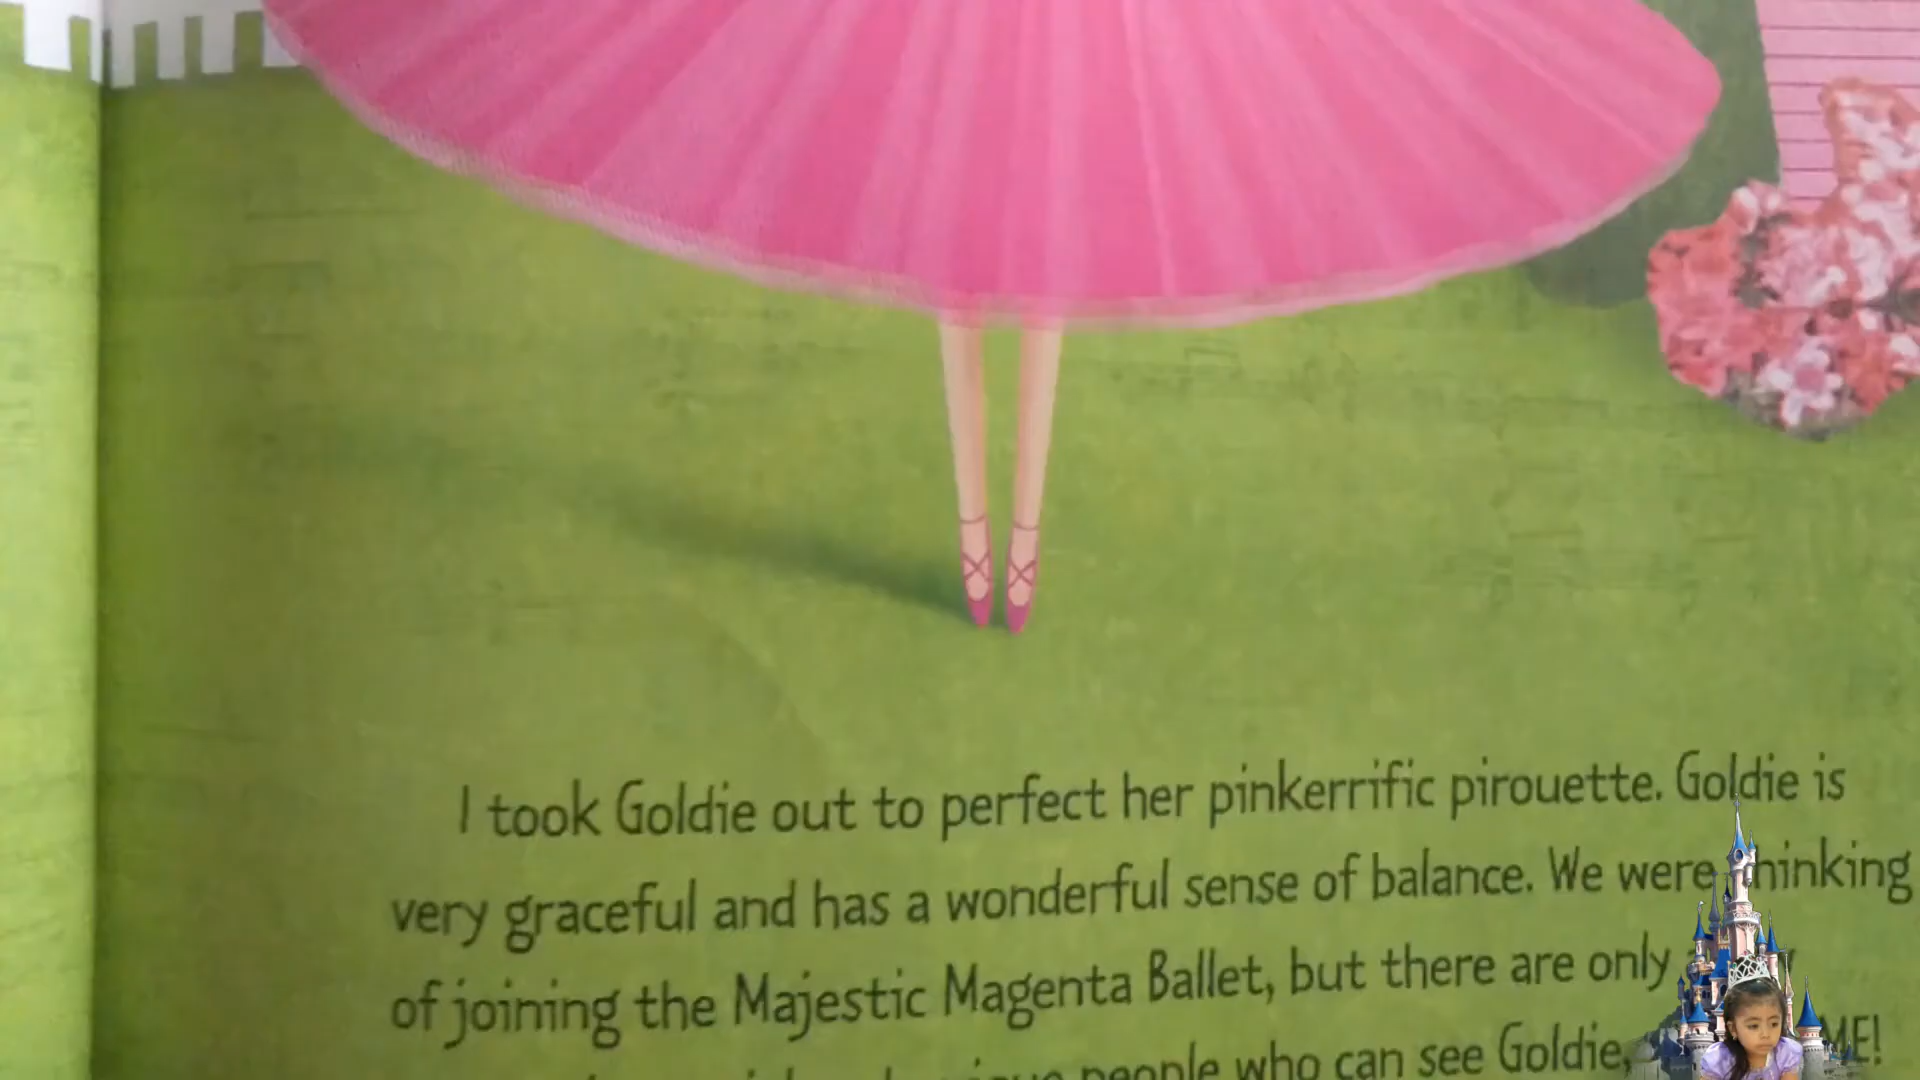 I took Goldie out to perfect her pinkerrific pirouette. Goldie is
very graceful and has a wonderful sense of balance. We were thinking
of joining the Majestic Magenta Ballet, but there are only
people who can see Goldie, ME!